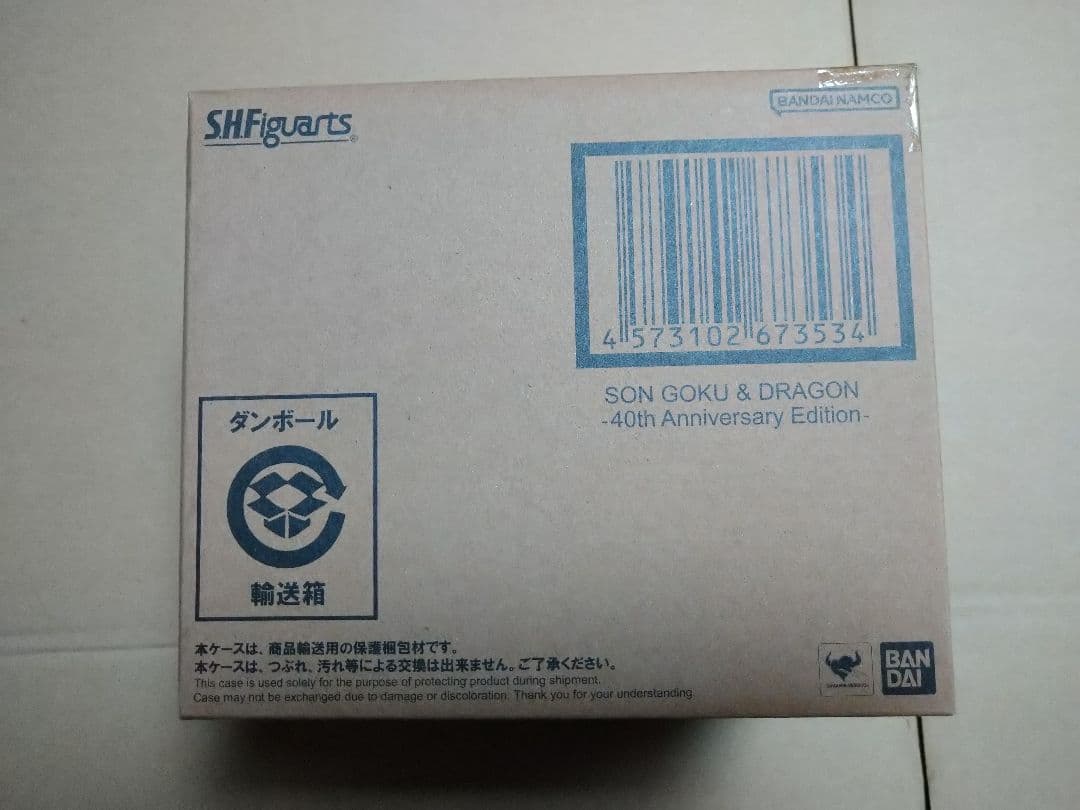 S.H.Figuarts
BANDAI NAMCO
4 573102 673534
SON GOKU & DRAGON
-40th Anniversary Edition-
ダンボール
輸送箱
本ケースは、商品輸送用の保護梱包材です。
本ケースは、つぶれ、汚れ等による交換は出来ません。ご了承ください。
This case is used solely for the purpose of protecting product during shipment.
Case may not be exchanged due to damage or discoloration. Thank you for your understanding
BAN
DAI